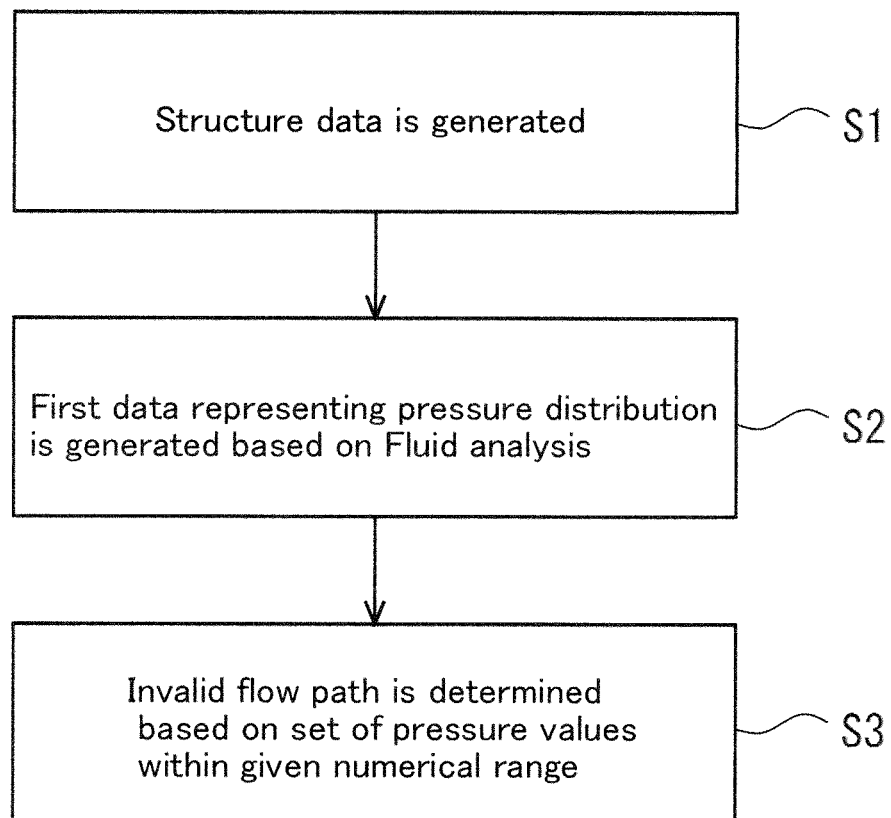 Structure data is generated
S1
First data representing pressure distribution
is generated based on Fluid analysis
S2
Invalid flow path is determined
based on set of pressure values
within given numerical range
S3